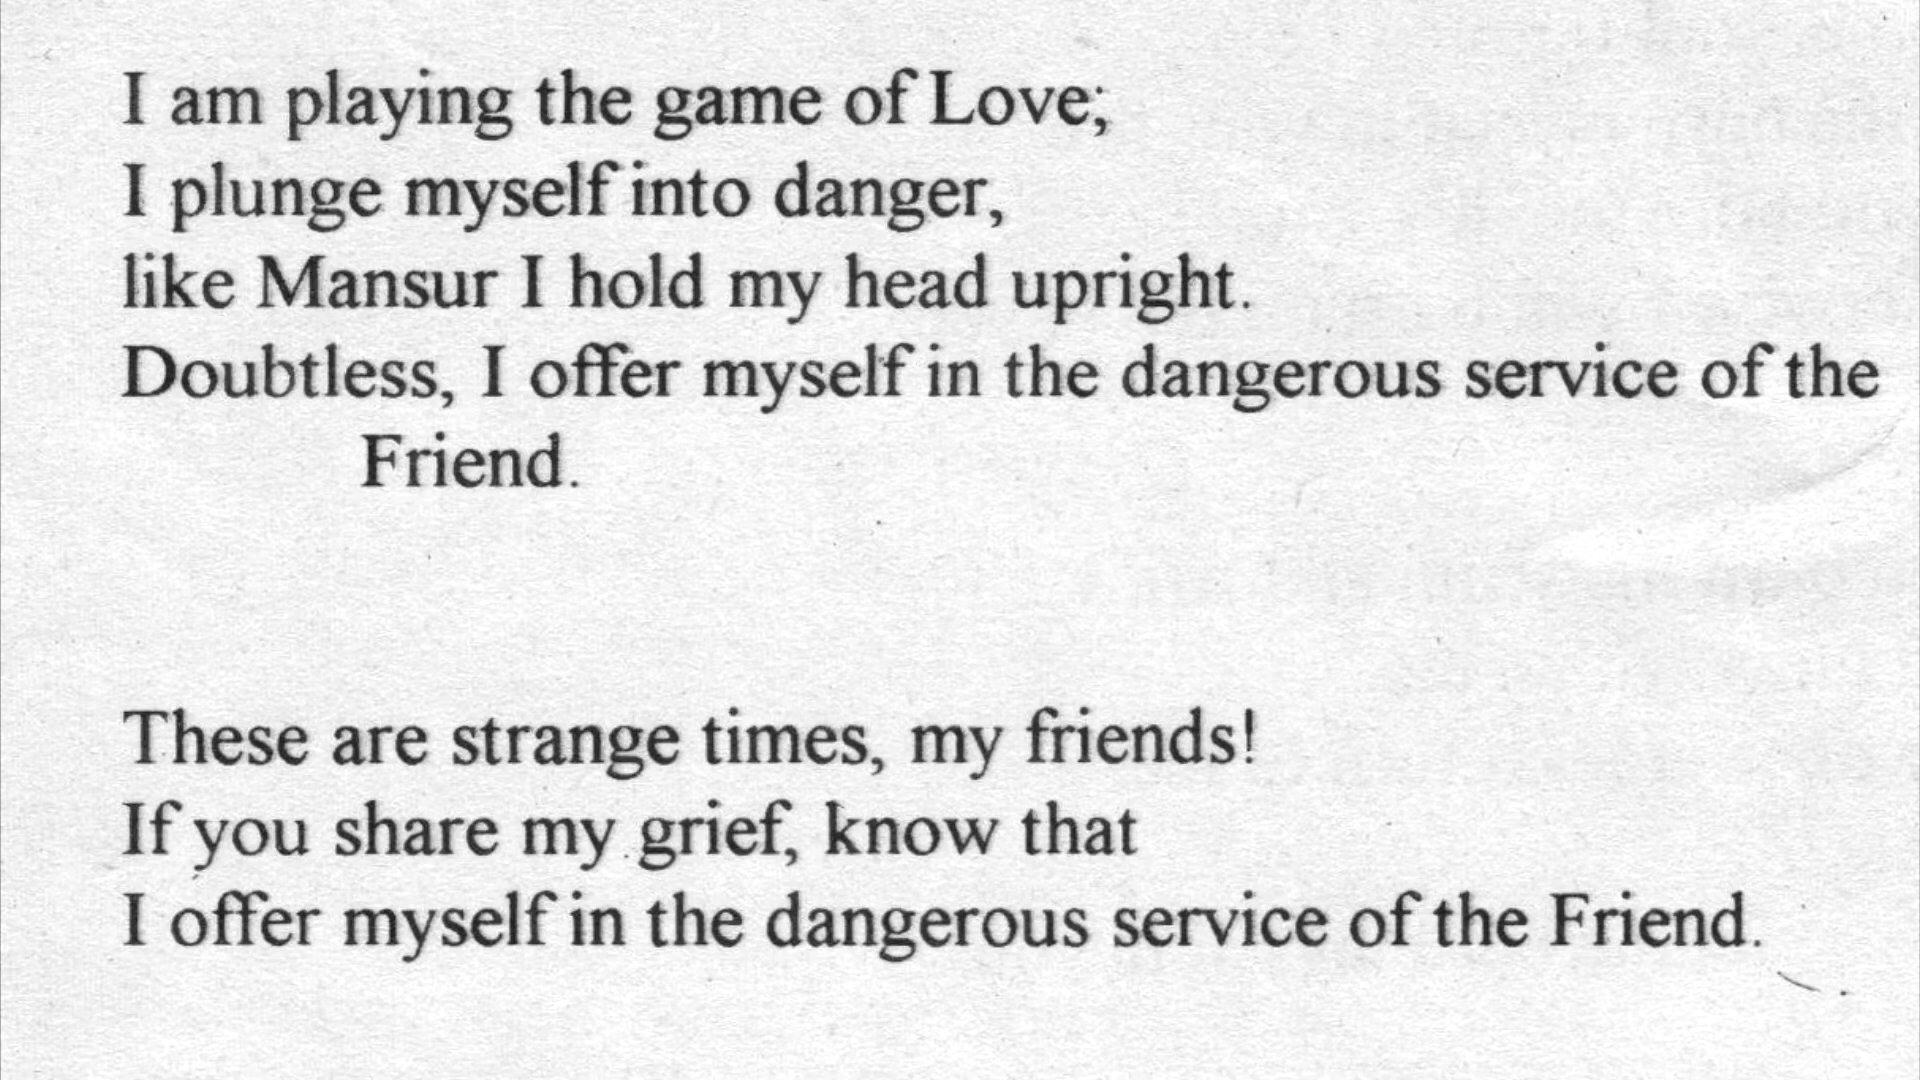 I am playing the game of Love;
I plunge myself into danger,
like Mansur I hold my head upright.
Doubtless, I offer myself in the dangerous service of the
Friend.
These are strange times, my friends!
If you share my grief, know that
I offer myself in the dangerous service of the Friend.